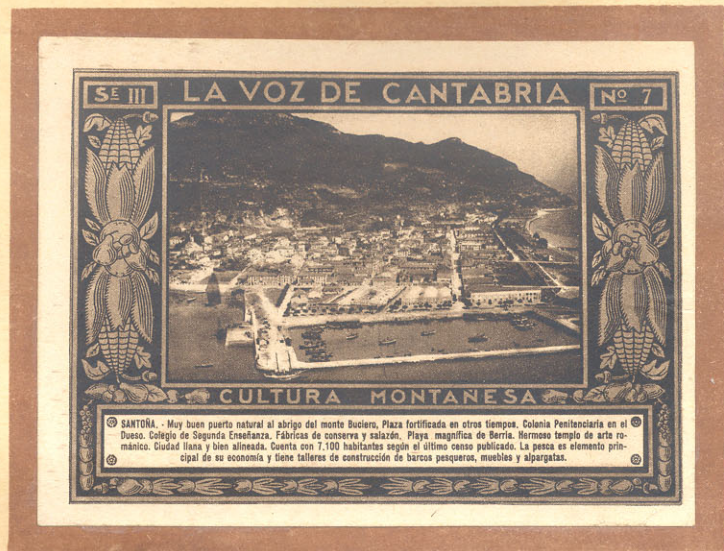 SE III
LA VOZ DE CANTABRIA
Nº 7
CULTURA MONTAÑESA
SANTOÑA. - Muy buen puerto natural al abrigo del monte Buciero, Plaza fortificada en otros tiempos. Colonia Penitenciaria en el
Dueso. Colegio de Segunda Enseñanza. Fábricas de conserva y salazón. Playa magnífica de Berria. Hermoso templo de arte ro-
mánico. Ciudad llana y bien alineada. Cuenta con 7.100 habitantes según el último censo publicado. La pesca es elemento prin-
cipal de su economía y tiene talleres de construcción de barcos pesqueros, muebles y alpargatas.